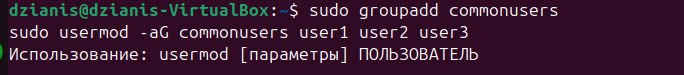 dzianis@dzianis-VirtualBox:~$ sudo groupadd commonusers
sudo usermod -aG commonusers user1 user2 user3
Использование: usermod [параметры] ПОЛЬЗОВАТЕЛЬ